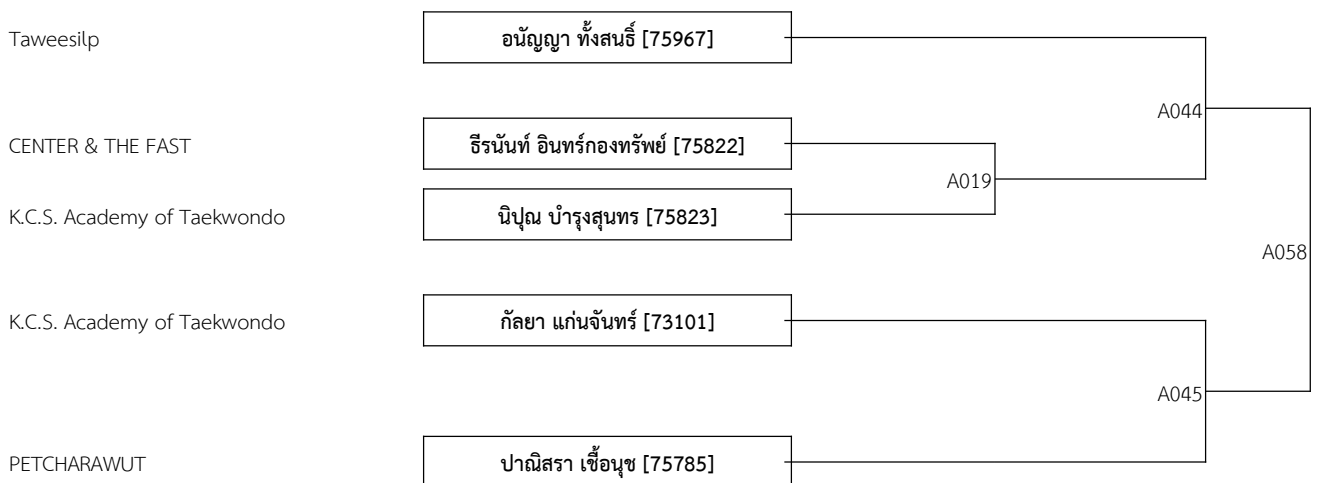 Taweesilp อนัญญา ทั้งสนธิ์ [75967]
A044
CENTER & THE FAST ธีรนันท์ อินทร์กองทรัพย์ [75822]
A019
K.C.S. Academy of Taekwondo นิปุณ บำรุงสุนทร [75823]
A058
K.C.S. Academy of Taekwondo กัลยา แก่นจันทร์ [73101]
A045
PETCHARAWUT ปาณิสรา เชื้อนุช [75785]